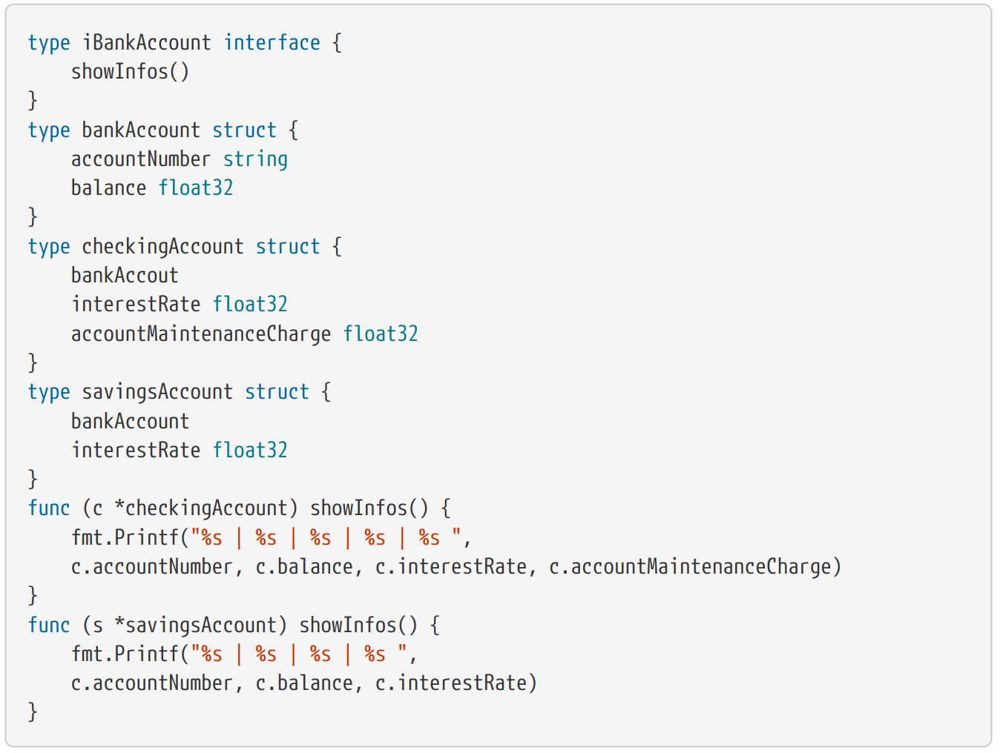 type iBankAccount interface {
    showInfos()
}
type bankAccount struct {
    accountNumber string
    balance float32
}
type checkingAccount struct {
    bankAccout
    interestRate float32
    accountMaintenanceCharge float32
}
type savingsAccount struct {
    bankAccount
    interestRate float32
}
func (c *checkingAccount) showInfos() {
    fmt.Printf("%s | %s | %s | %s | %s ",
    c.accountNumber, c.balance, c.interestRate, c.accountMaintenanceCharge)
}
func (s *savingsAccount) showInfos() {
    fmt.Printf("%s | %s | %s | %s ",
    c.accountNumber, c.balance, c.interestRate)
}